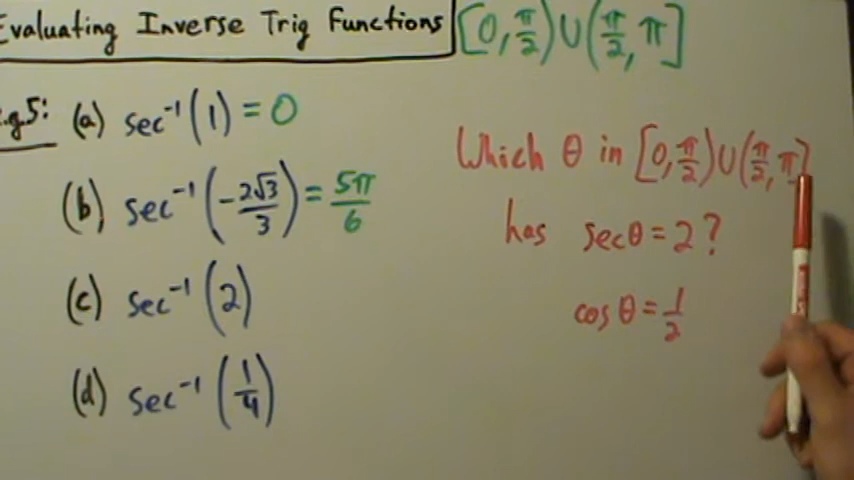 Evaluating Inverse Trig Functions
[0, π/2) ∪ (π/2, π]
e.g.5: (a) sec⁻¹(1) = 0
(b) sec⁻¹(-2√3/3) = 5π/6
(c) sec⁻¹(2)
(d) sec⁻¹(1/4)
Which θ in [0, π/2) ∪ (π/2, π]
has secθ = 2?
cos θ = 1/2